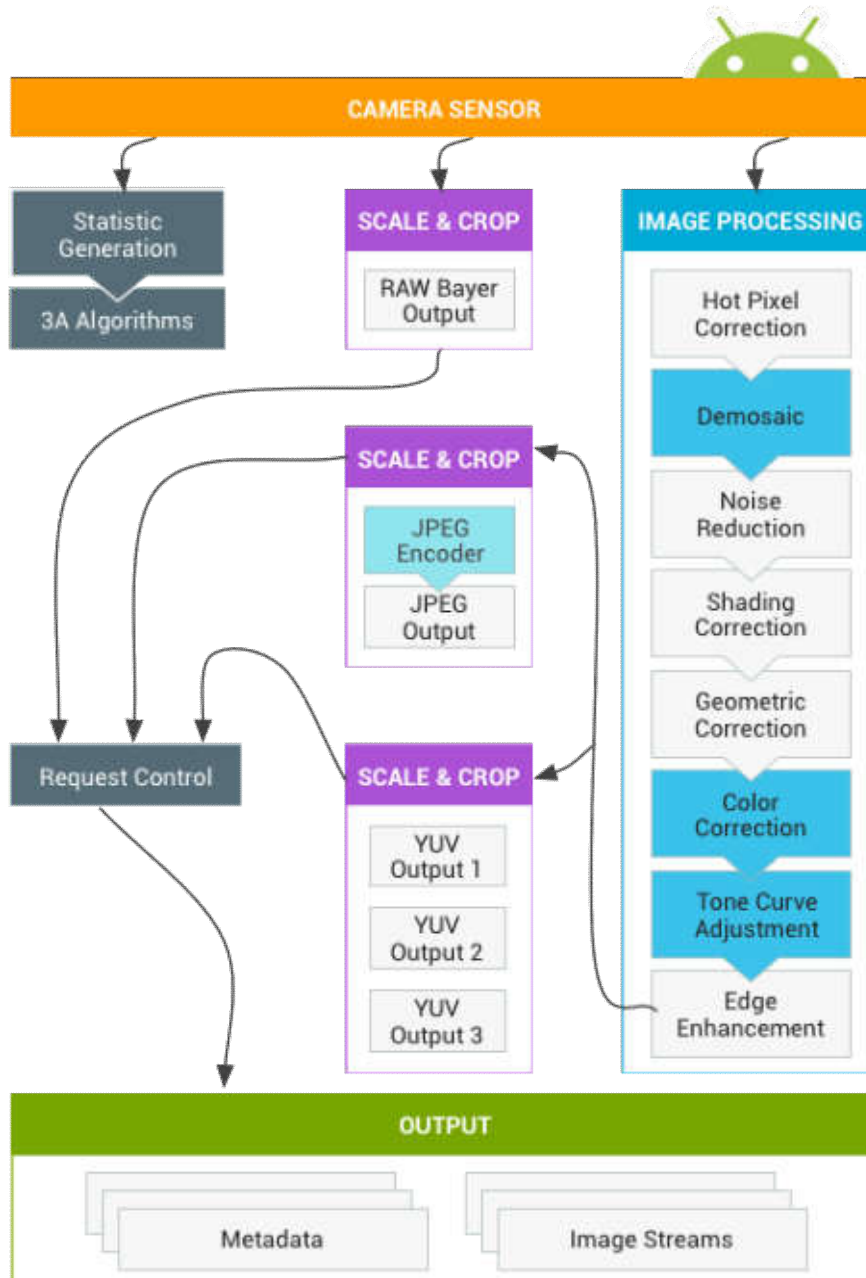 CAMERA SENSOR
Statistic
Generation
3A Algorithms
SCALE & CROP
RAW Bayer
Output
SCALE & CROP
JPEG
Encoder
JPEG
Output
Request Control
SCALE & CROP
YUV
Output 1
YUV
Output 2
YUV
Output 3
IMAGE PROCESSING
Hot Pixel
Correction
Demosaic
Noise
Reduction
Shading
Correction
Geometric
Correction
Color
Correction
Tone Curve
Adjustment
Edge
Enhancement
OUTPUT
Metadata
Image Streams